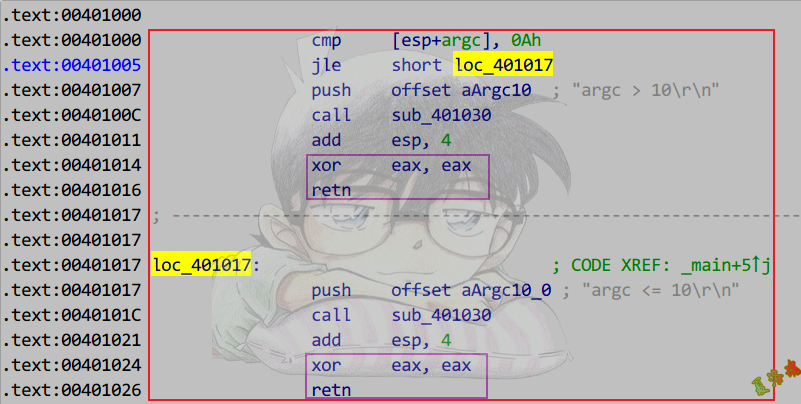 .text:00401000
.text:00401000 cmp [esp+argc], 0Ah
.text:00401005 jle short loc_401017
.text:00401007 push offset aArgc10 ; "argc > 10\r\n"
.text:0040100C call sub_401030
.text:00401011 add esp, 4
.text:00401014 xor eax, eax
.text:00401016 retn
.text:00401017 ; ---------------------------------------------------------------------------
.text:00401017
.text:00401017 loc_401017: ; CODE XREF: _main+5↑j
.text:00401017 push offset aArgc10_0 ; "argc <= 10\r\n"
.text:0040101C call sub_401030
.text:00401021 add esp, 4
.text:00401024 xor eax, eax
.text:00401026 retn